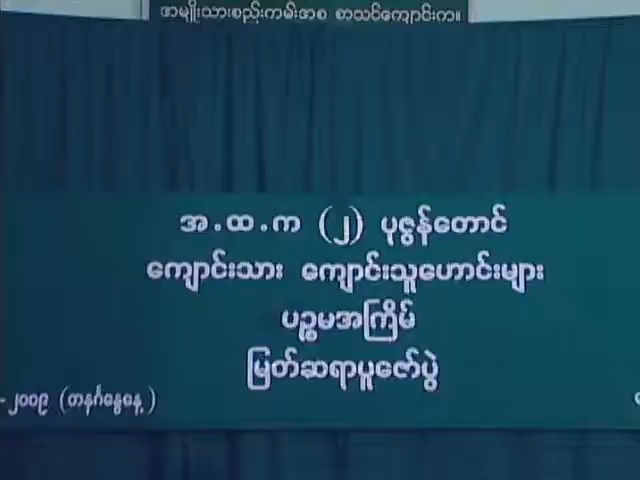 အမျိုးသားစည်းကမ်းအစ စာသင်ကျောင်းက။
အ.ထ.က (၂) ပုဇွန်တောင်
ကျောင်းသား ကျောင်းသူဟောင်းများ
ပဉ္စမအကြိမ်
မြတ်ဆရာပူဇော်ပွဲ
-၂၀၀၉ (တနင်္ဂနွေနေ့)